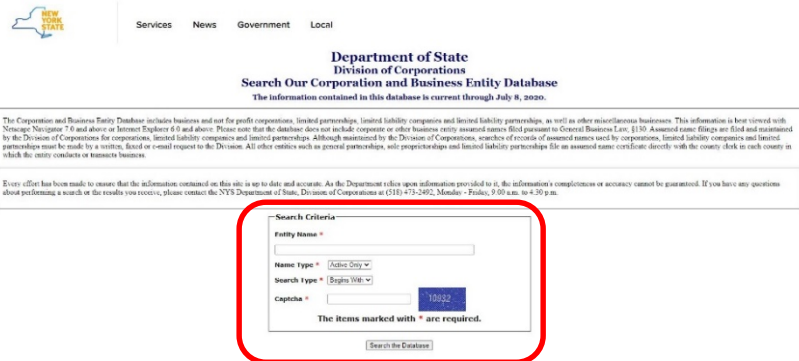 NEW
YORK
STATE
Services News Government Local
Department of State
Division of Corporations
Search Our Corporation and Business Entity Database
The information contained in this database is current through July 8, 2020.
The Corporation and Business Entity Database includes business and not for profit corporations, limited partnerships, limited liability companies and limited liability partnerships, as well as other miscellaneous businesses. This information is best viewed with
Netscape Navigator 7.0 and above or Internet Explorer 6.0 and above. Please note that the database does not include corporate or other business entity assumed names filed pursuant to General Business Law, §130. Assumed name filings are filed and maintained
by the Division of Corporations for corporations, limited liability companies and limited partnerships. Although maintained by the Division of Corporations, searches of records of assumed names used by corporations, limited liability companies and limited
partnerships must be made by a written, faxed or e-mail request to the Division. All other entities such as general partnerships, sole proprietorships and limited liability partnerships file an assumed name certificate directly with the county clerk in each county in
which the entity conducts or transacts business.
Every effort has been made to ensure that the information contained on this site is up to date and accurate. As the Department relies upon information provided to it, the information's completeness or accuracy cannot be guaranteed. If you have any questions
about performing a search or the results you receive, please contact the NYS Department of State, Division of Corporations at (518) 473-2492, Monday - Friday, 9:00 a.m. to 4:30 p.m.
Search Criteria
Entity Name *
Name Type * Active Only
Search Type * Begins With
Captcha * 10832
The items marked with * are required.
Search the Database